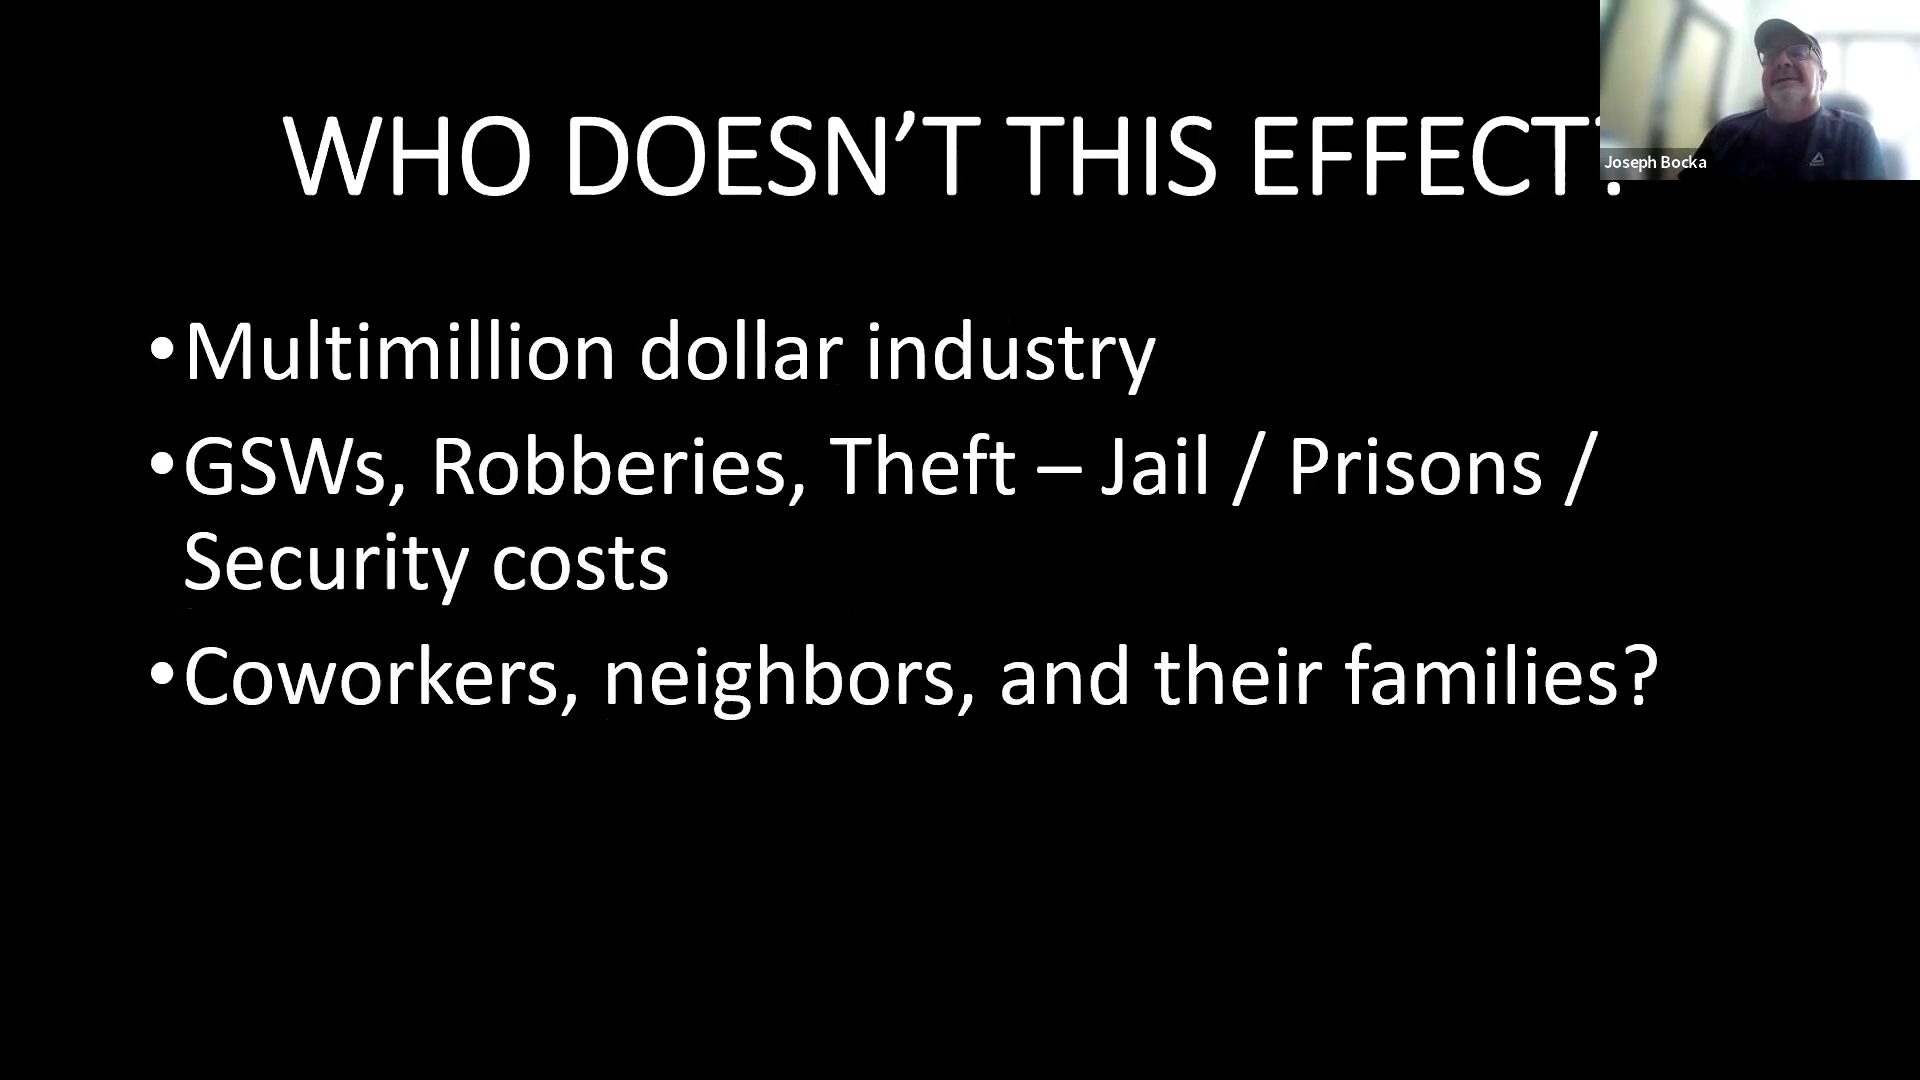 WHO DOESN’T THIS EFFECT?
Joseph Bocka
•Multimillion dollar industry
•GSWs, Robberies, Theft – Jail / Prisons /
Security costs
•Coworkers, neighbors, and their families?